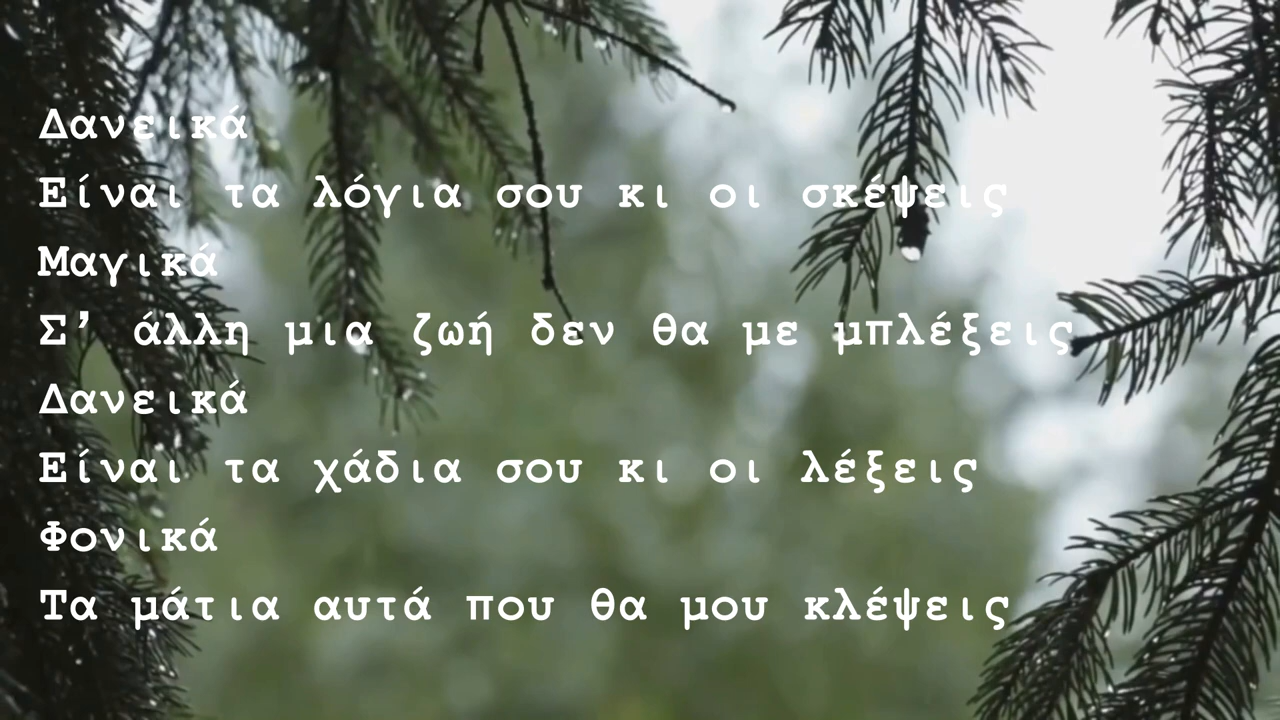 Δανεικά
Είναι τα λόγια σου κι οι σκέψεις
Μαγικά
Σ' άλλη μια ζωή δεν θα με μπλέξεις
Δανεικά
Είναι τα χάδια σου κι οι λέξεις
Φονικά
Τα μάτια αυτά που θα μου κλέψεις